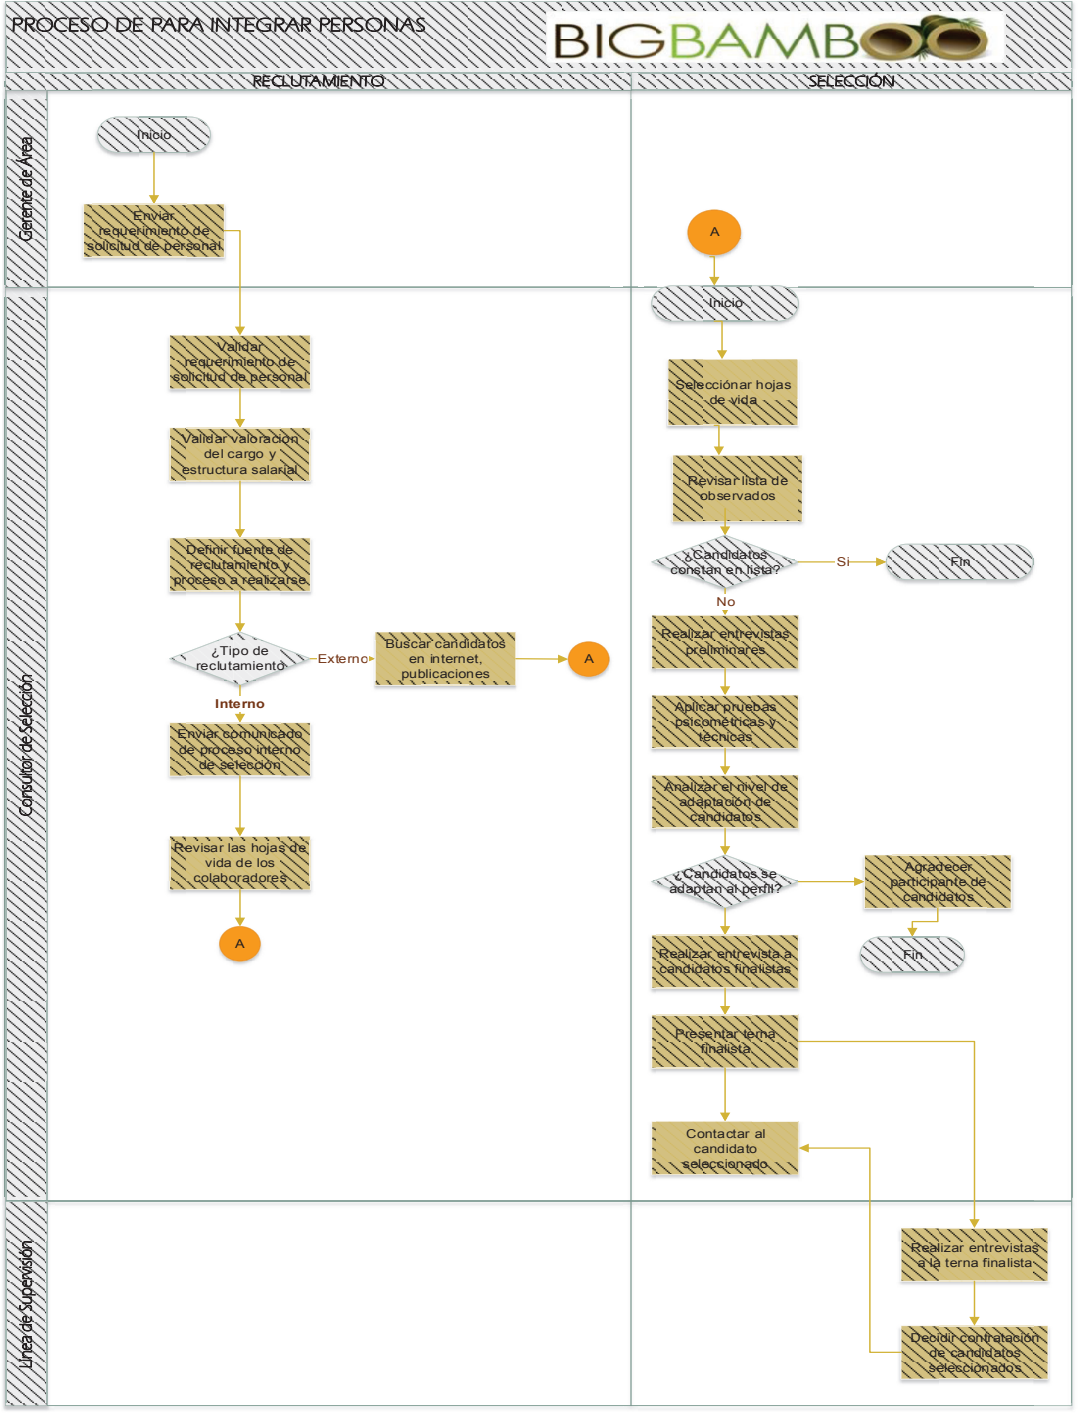 PROCESO DE PARA INTEGRAR PERSONAS
BIGBAMBOO
RECLUTAMIENTO
SELECCIÓN
Gerente de Área
Inicio
Enviar
requerimiento de
solicitud de personal
A
Consultor de Selección
Validar
requerimiento de
solicitud de personal
Validar valoración
del cargo y
estructura salarial
Definir fuente de
reclutamiento y
proceso a realizarse
¿Tipo de
reclutamiento
Externo
Buscar candidatos
en internet,
publicaciones
A
Interno
Enviar comunicado
de proceso interno
de selección
Revisar las hojas de
vida de los
colaboradores
A
Inicio
Selecciónar hojas
de vida
Revisar lista de
observados
¿Candidatos
constan en lista?
Si
Fin
No
Realizar entrevistas
preliminares
Aplicar pruebas
psicométricas y
técnicas
Analizar el nivel de
adaptación de
candidatos
¿Candidatos se
adaptan al perfil?
Agradecer
participante de
candidatos
Fin
Realizar entrevista a
candidatos finalistas
Presentar terna
finalista.
Contactar al
candidato
seleccionado
Línea de Supervisión
Realizar entrevistas
a la terna finalista
Decidir contratación
de candidatos
seleccionados